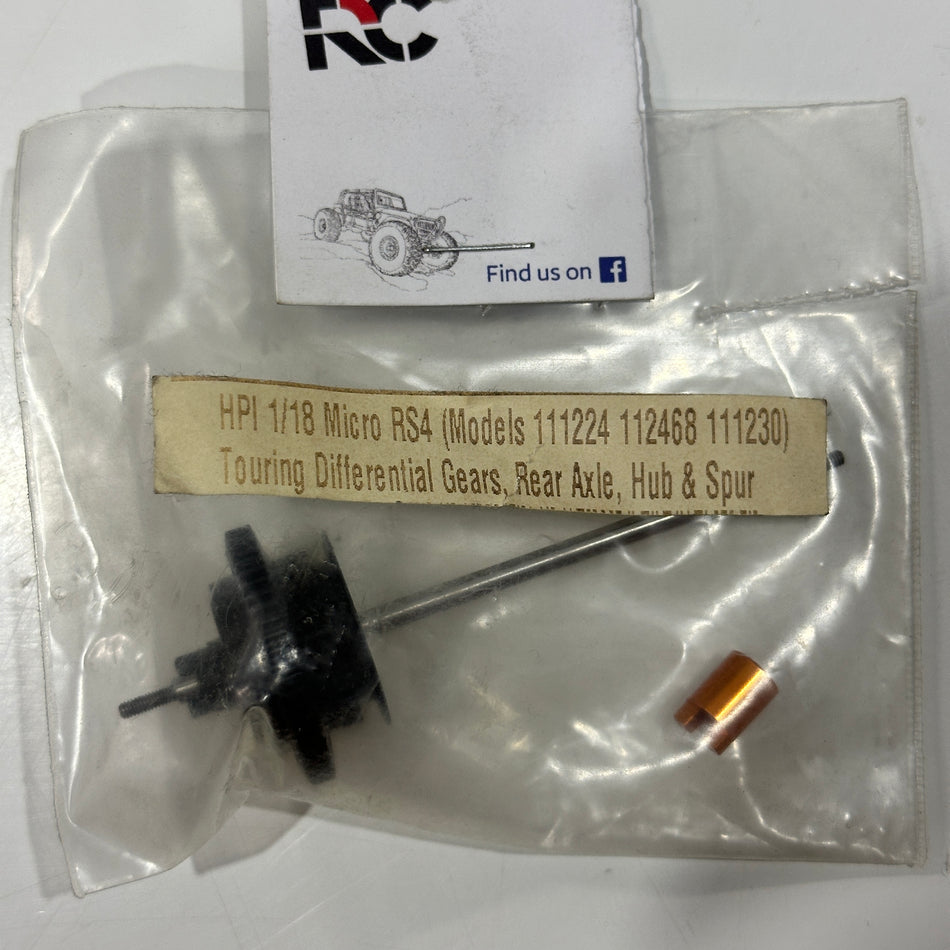 RC
Find us on f
HPI 1/18 Micro RS4 (Models 111224 112468 111230)
Touring Differential Gears, Rear Axle, Hub & Spur